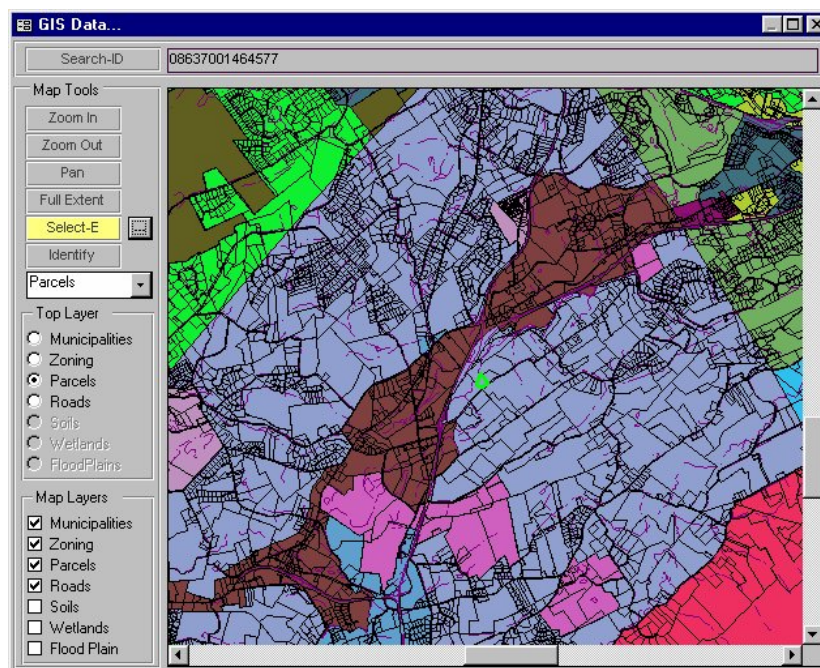 GIS Data...
Search-ID
08637001464577
Map Tools
Zoom In
Zoom Out
Pan
Full Extent
Select-E
...
Identify
Parcels
Top Layer
Municipalities
Zoning
Parcels
Roads
Soils
Wetlands
FloodPlains
Map Layers
Municipalities
Zoning
Parcels
Roads
Soils
Wetlands
Flood Plain